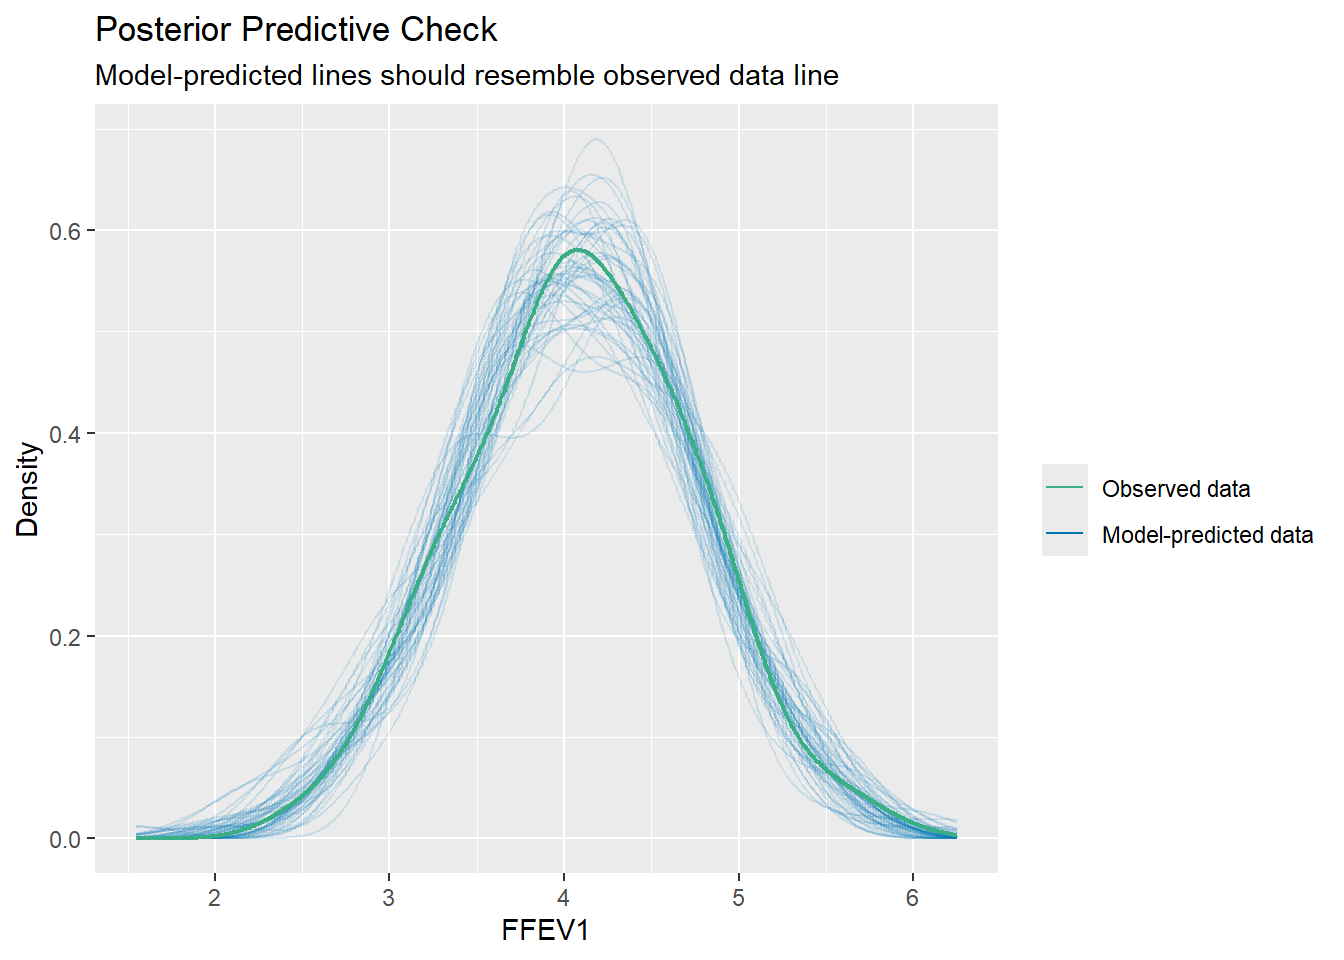 Posterior Predictive Check
Model-predicted lines should resemble observed data line
0.6
0.4
0.2
0.0
Density
2 3 4 5 6
FFEV1
Observed data
Model-predicted data